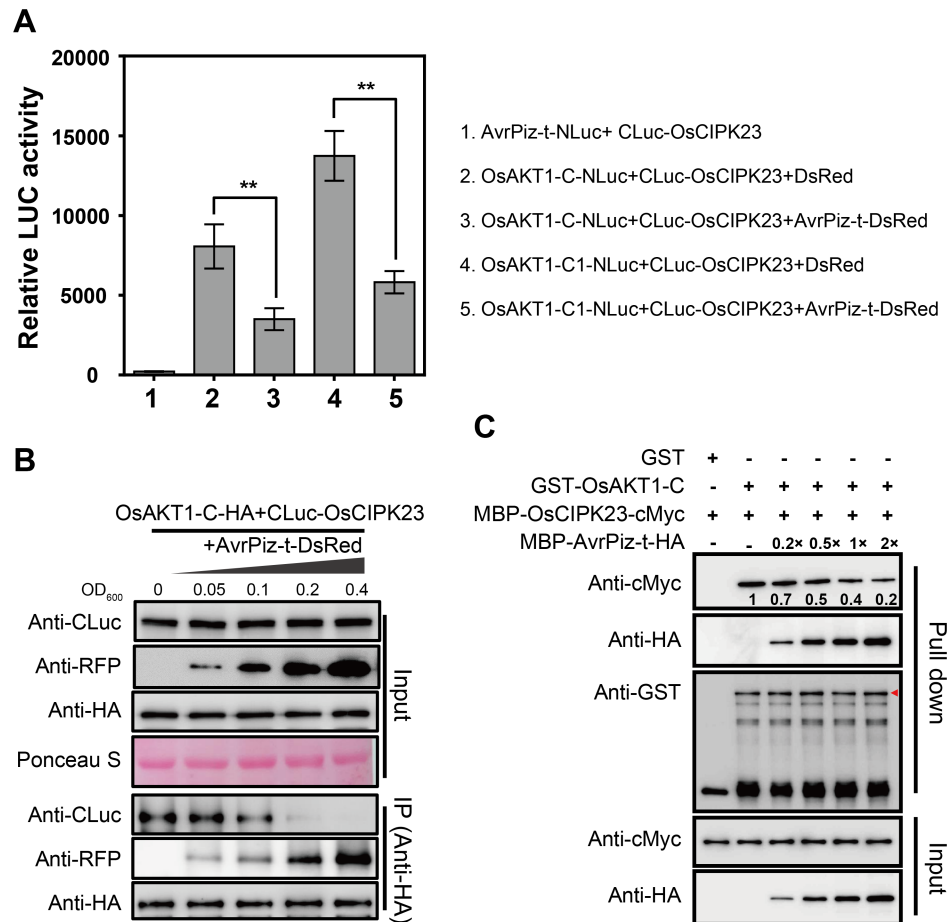 A
Relative LUC activity
20000
15000
10000
5000
0
**
**
1 2 3 4 5
1. AvrPiz-t-NLuc+ CLuc-OsCIPK23
2. OsAKT1-C-NLuc+CLuc-OsCIPK23+DsRed
3. OsAKT1-C-NLuc+CLuc-OsCIPK23+AvrPiz-t-DsRed
4. OsAKT1-C1-NLuc+CLuc-OsCIPK23+DsRed
5. OsAKT1-C1-NLuc+CLuc-OsCIPK23+AvrPiz-t-DsRed
B
OsAKT1-C-HA+CLuc-OsCIPK23
+AvrPiz-t-DsRed
OD600 0 0.05 0.1 0.2 0.4
Anti-CLuc
Anti-RFP
Anti-HA
Ponceau S
Input
Anti-CLuc
Anti-RFP
Anti-HA
IP (Anti-HA)
C
GST + - - - - -
GST-OsAKT1-C - + + + + +
MBP-OsCIPK23-cMyc + + + + + +
MBP-AvrPiz-t-HA - - 0.2× 0.5× 1× 2×
Anti-cMyc
1 0.7 0.5 0.4 0.2
Anti-HA
Anti-GST
Pull down
Anti-cMyc
Anti-HA
Input